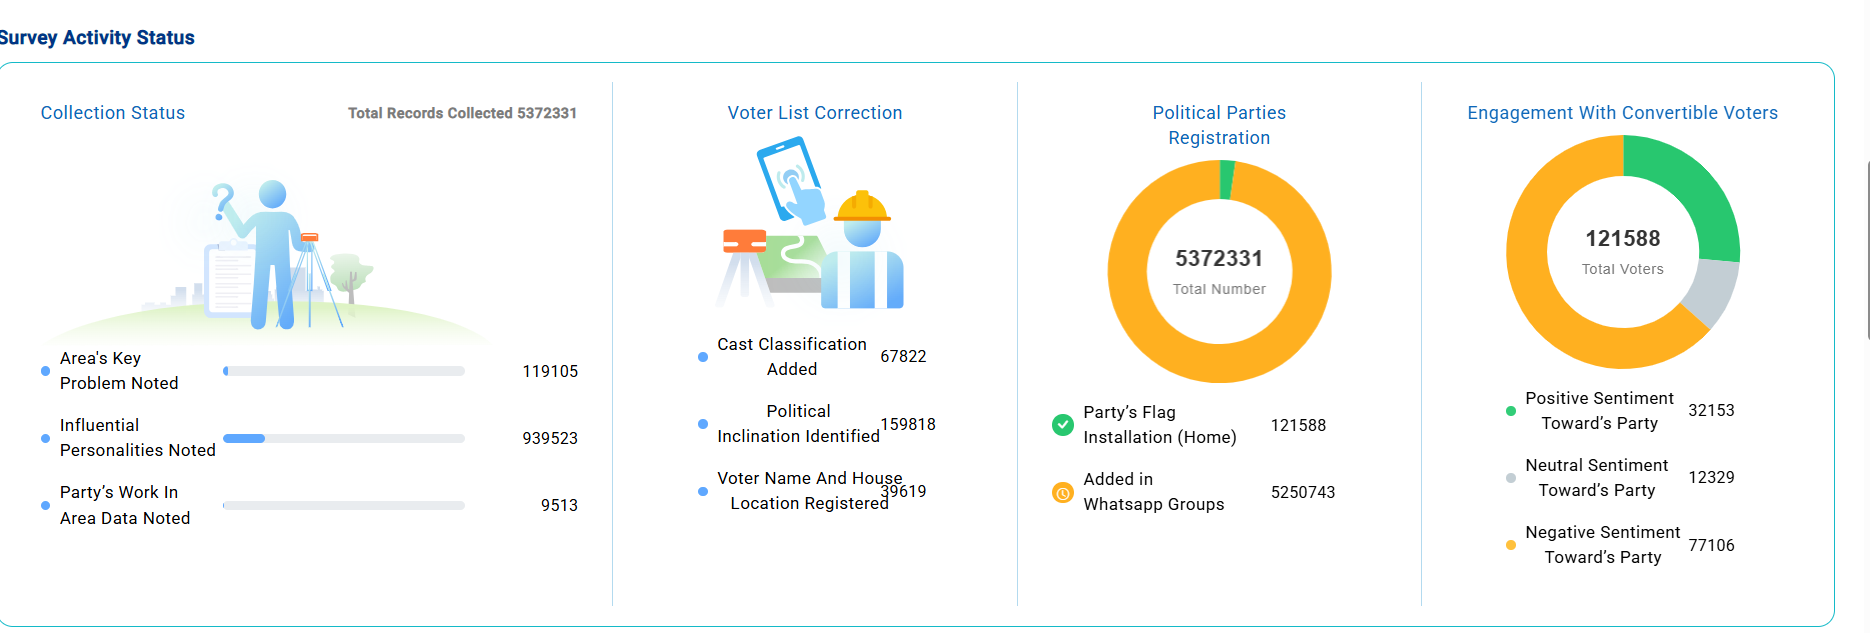 Survey Activity Status
Collection Status
Total Records Collected 5372331
Area's Key
Problem Noted
119105
Influential
Personalities Noted
939523
Party’s Work In
Area Data Noted
9513
Voter List Correction
Cast Classification
Added
67822
Political
Inclination Identified
159818
Voter Name And House
Location Registered
39619
Political Parties
Registration
5372331
Total Number
Party’s Flag
Installation (Home)
121588
Added in
Whatsapp Groups
5250743
Engagement With Convertible Voters
121588
Total Voters
Positive Sentiment
Toward’s Party
32153
Neutral Sentiment
Toward’s Party
12329
Negative Sentiment
Toward’s Party
77106